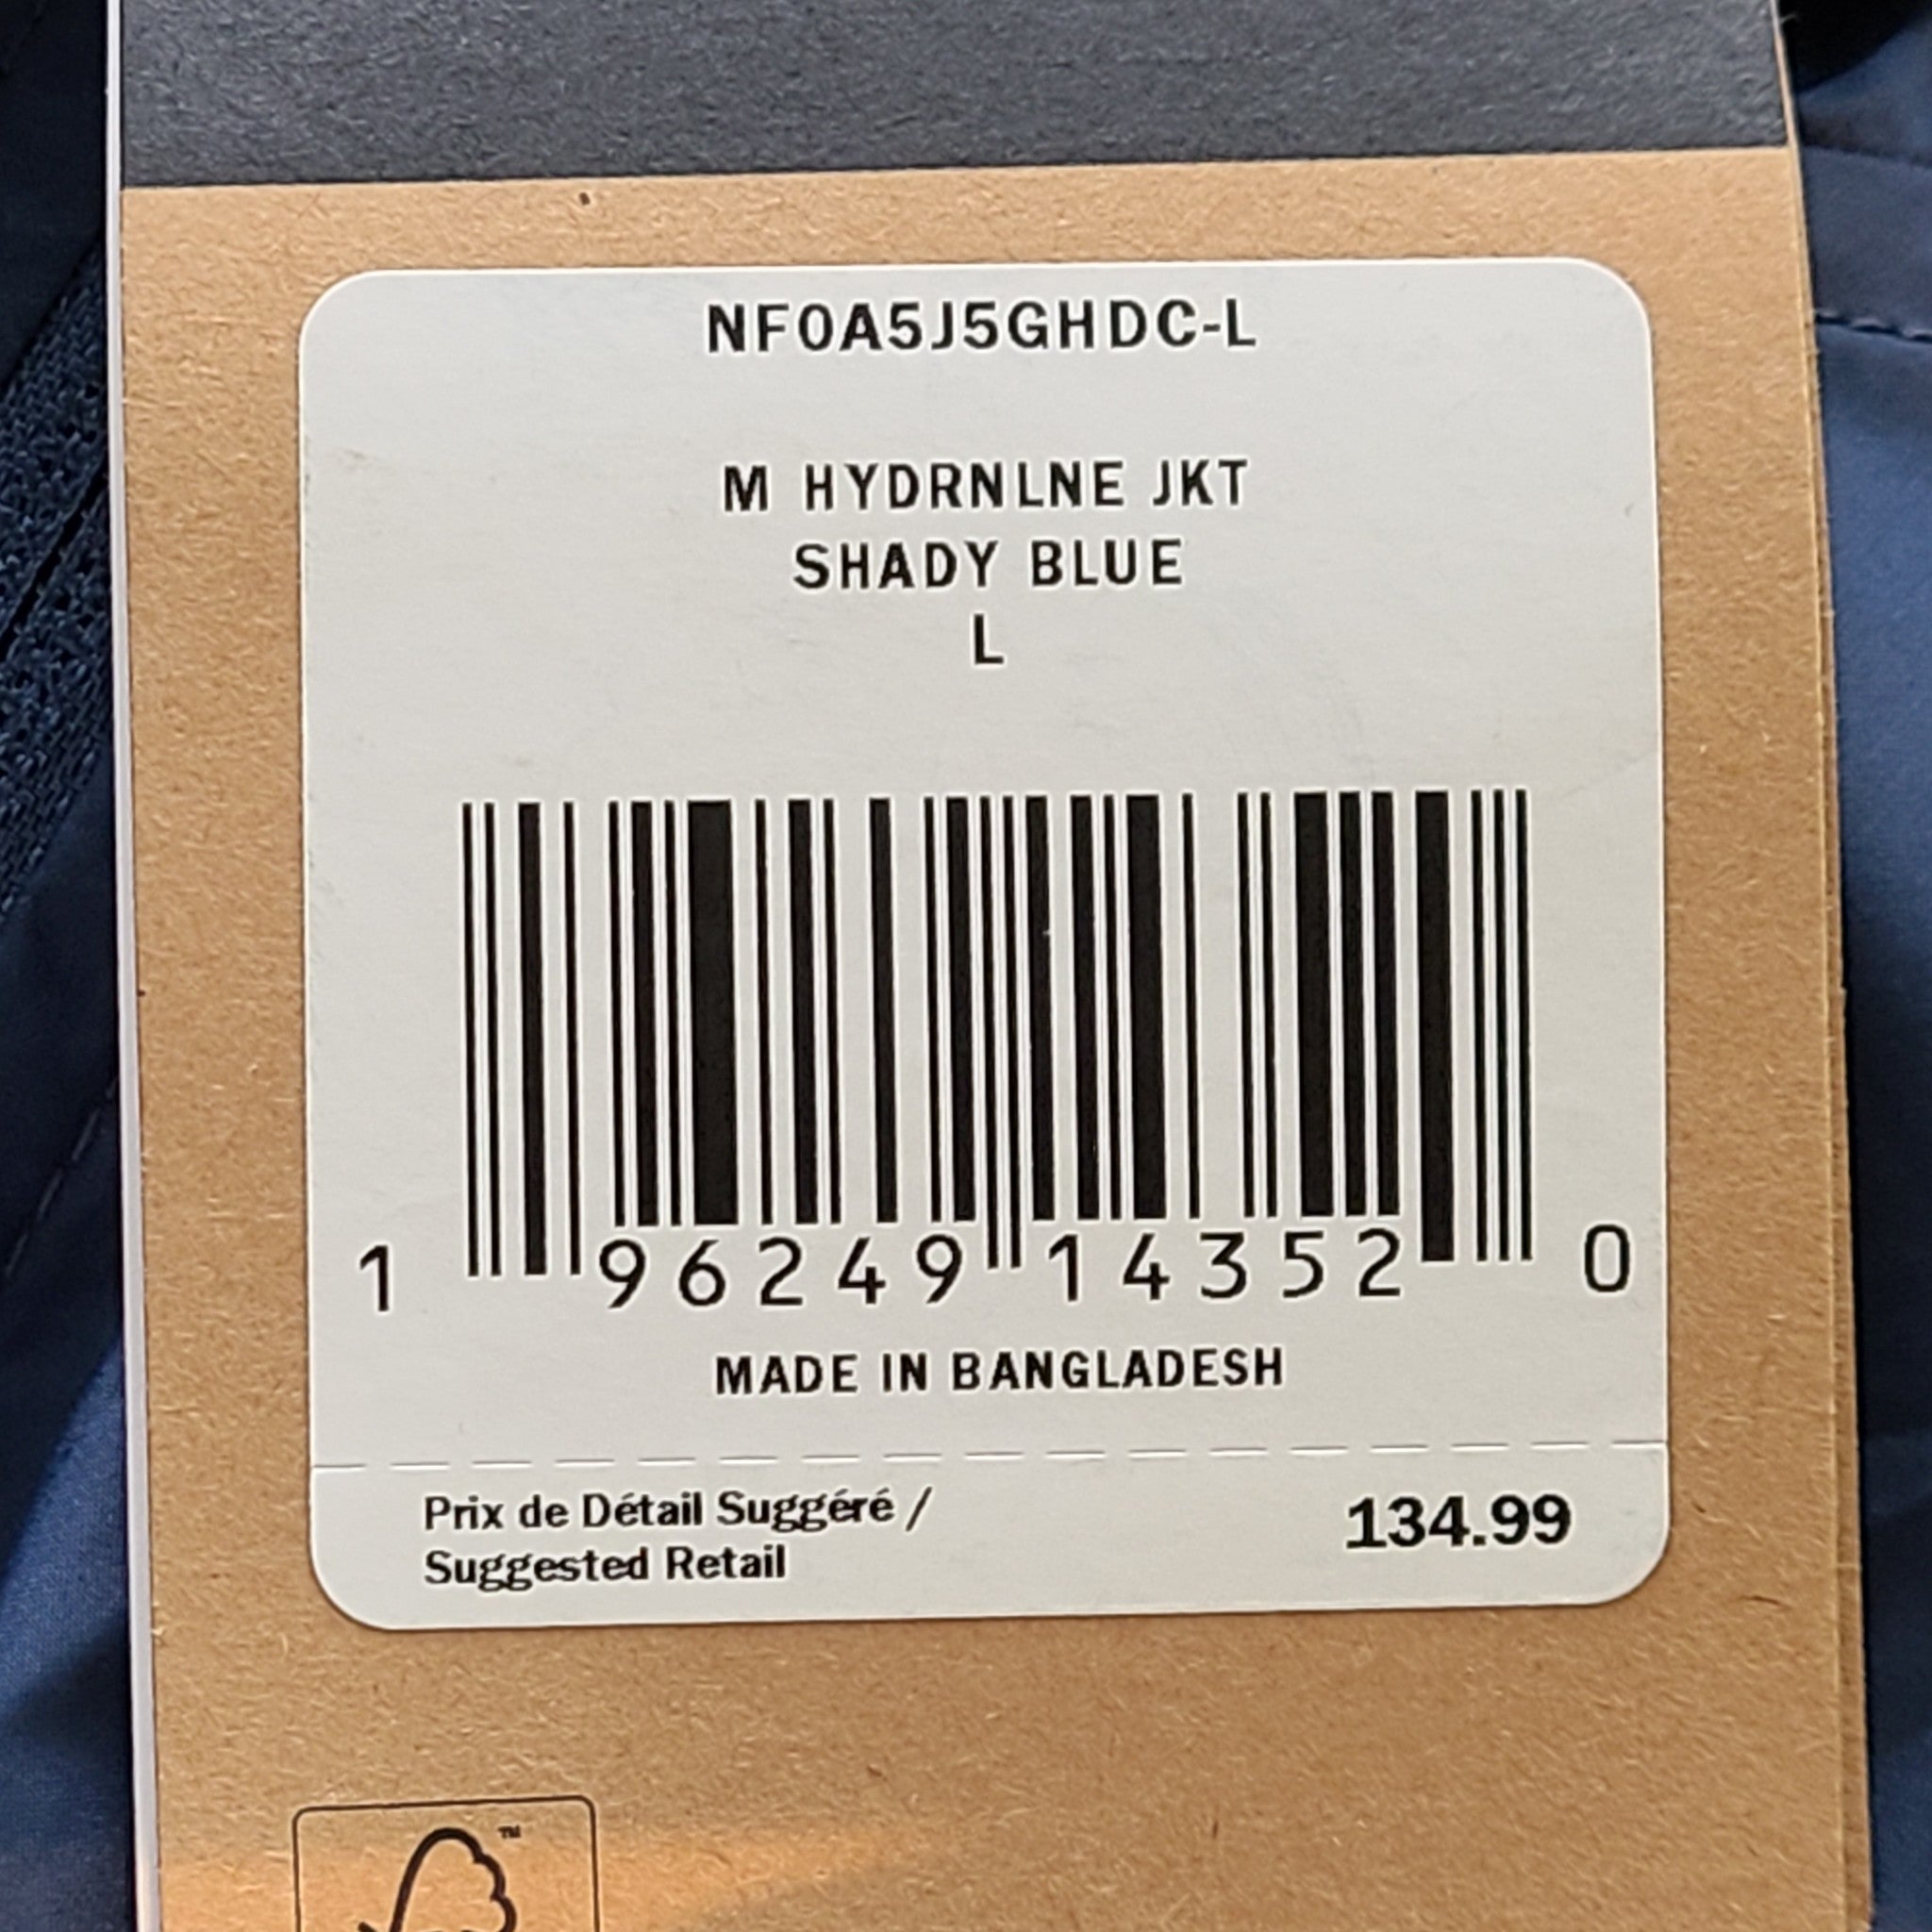 NF0A5J5GHDC-L
M HYDRNLNE JKT
SHADY BLUE
L
1 96249 14352 0
MADE IN BANGLADESH
Prix de Détail Suggéré /
Suggested Retail
134.99
TM